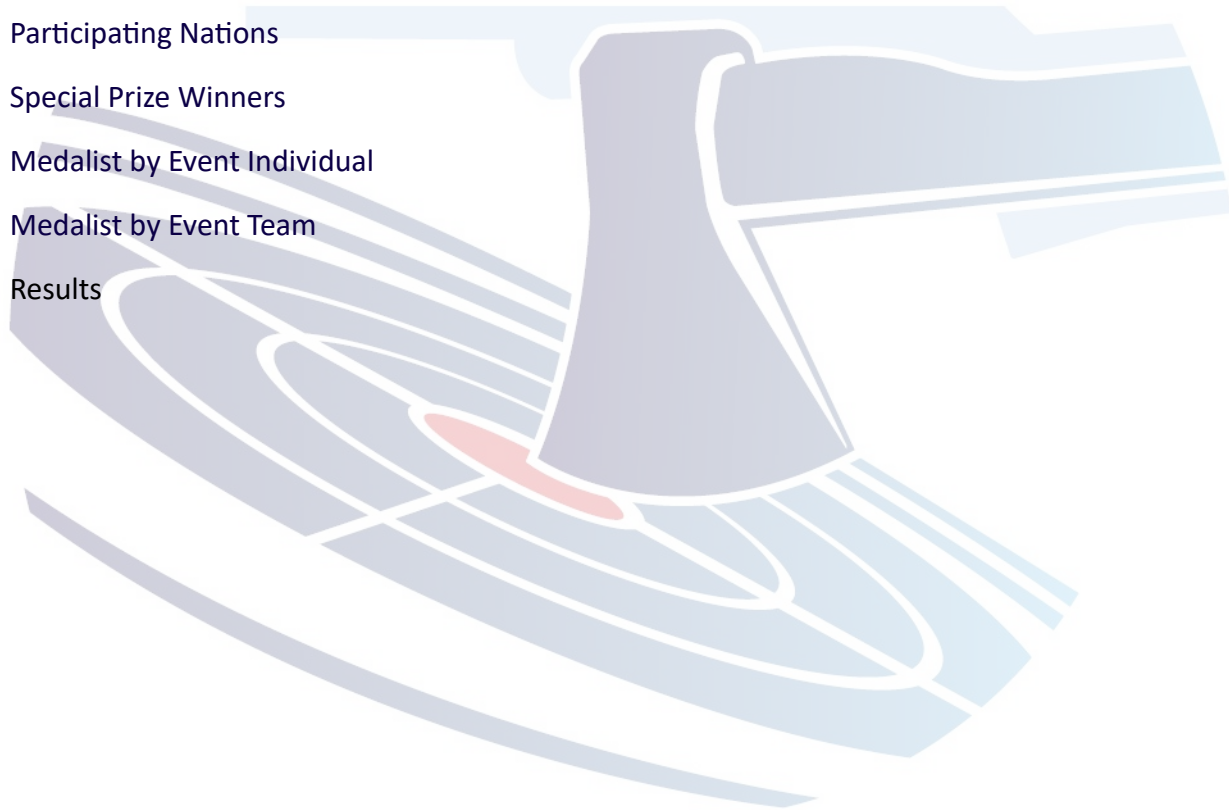 Participating Nations
Special Prize Winners
Medalist by Event Individual
Medalist by Event Team
Results